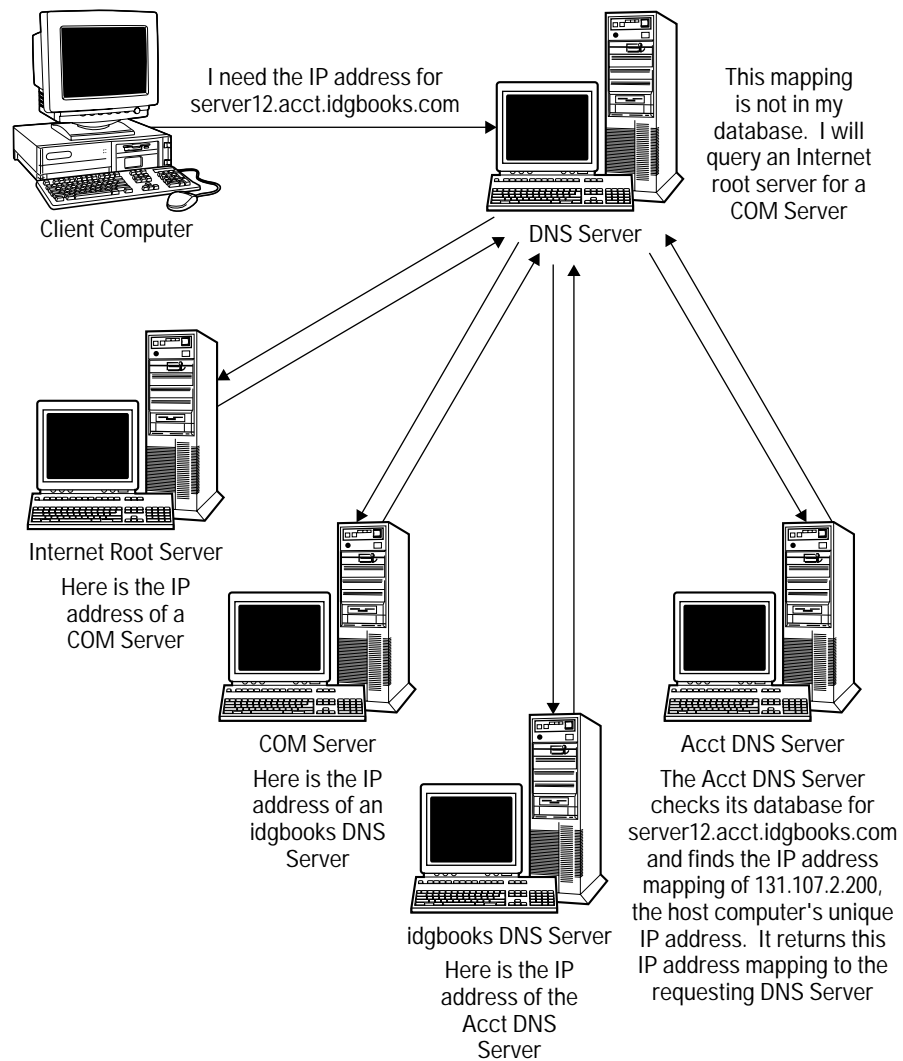 I need the IP address for
server12.acct.idgbooks.com
This mapping
is not in my
database. I will
query an Internet
root server for a
COM Server
Client Computer
DNS Server
Internet Root Server
Here is the IP
address of a
COM Server
COM Server
Here is the IP
address of an
idgbooks DNS
Server
idgbooks DNS Server
Here is the IP
address of the
Acct DNS
Server
Acct DNS Server
The Acct DNS Server
checks its database for
server12.acct.idgbooks.com
and finds the IP address
mapping of 131.107.2.200,
the host computer's unique
IP address. It returns this
IP address mapping to the
requesting DNS Server